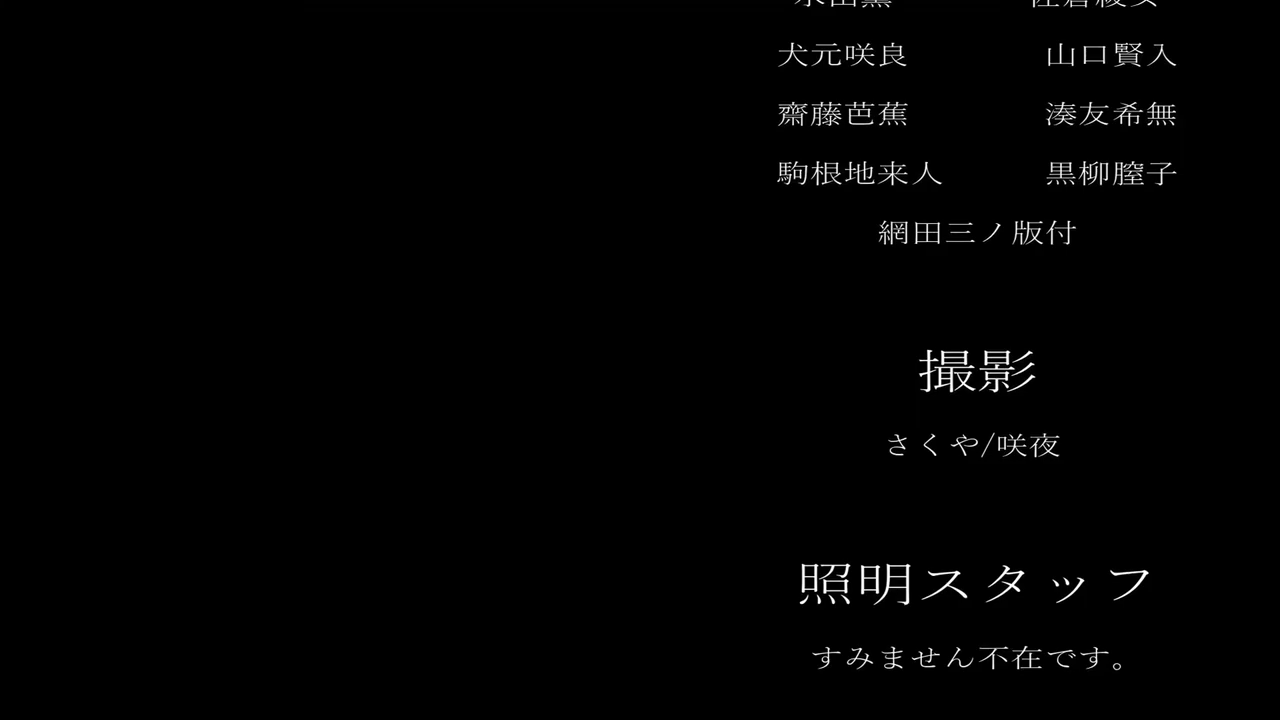 犬元咲良 山口賢入
齋藤芭蕉 湊友希無
駒根地来人 黒柳膣子
網田三ノ版付
撮影
さくや/咲夜
照明スタッフ
すみません不在です。